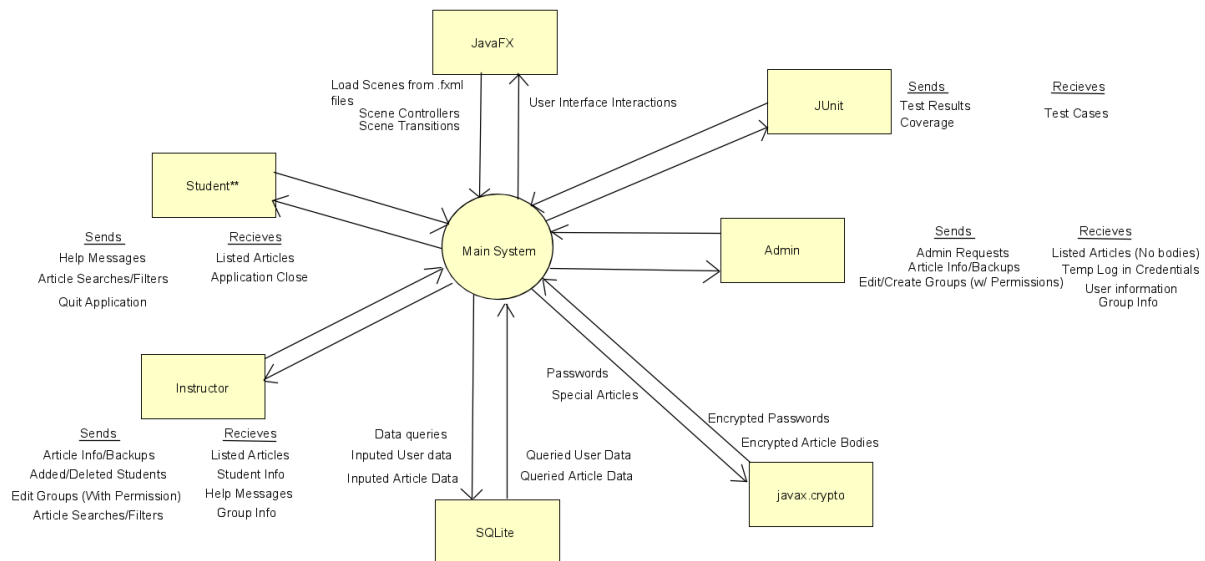 JavaFX
Load Scenes from .fxml
files
Scene Controllers
Scene Transitions
User Interface Interactions
JUnit
Sends
Test Results
Coverage
Recieves
Test Cases
Student**
Sends
Help Messages
Article Searches/Filters
Quit Application
Recieves
Listed Articles
Application Close
Main System
Admin
Sends
Admin Requests
Article Info/Backups
Edit/Create Groups (w/ Permissions)
Recieves
Listed Articles (No bodies)
Temp Log in Credentials
User information
Group Info
Instructor
Sends
Article Info/Backups
Added/Deleted Students
Edit Groups (With Permission)
Article Searches/Filters
Recieves
Listed Articles
Student Info
Help Messages
Group Info
Data queries
Inputed User data
Inputed Article Data
Queried User Data
Queried Article Data
SQLite
Passwords
Special Articles
Encrypted Passwords
Encrypted Article Bodies
javax.crypto